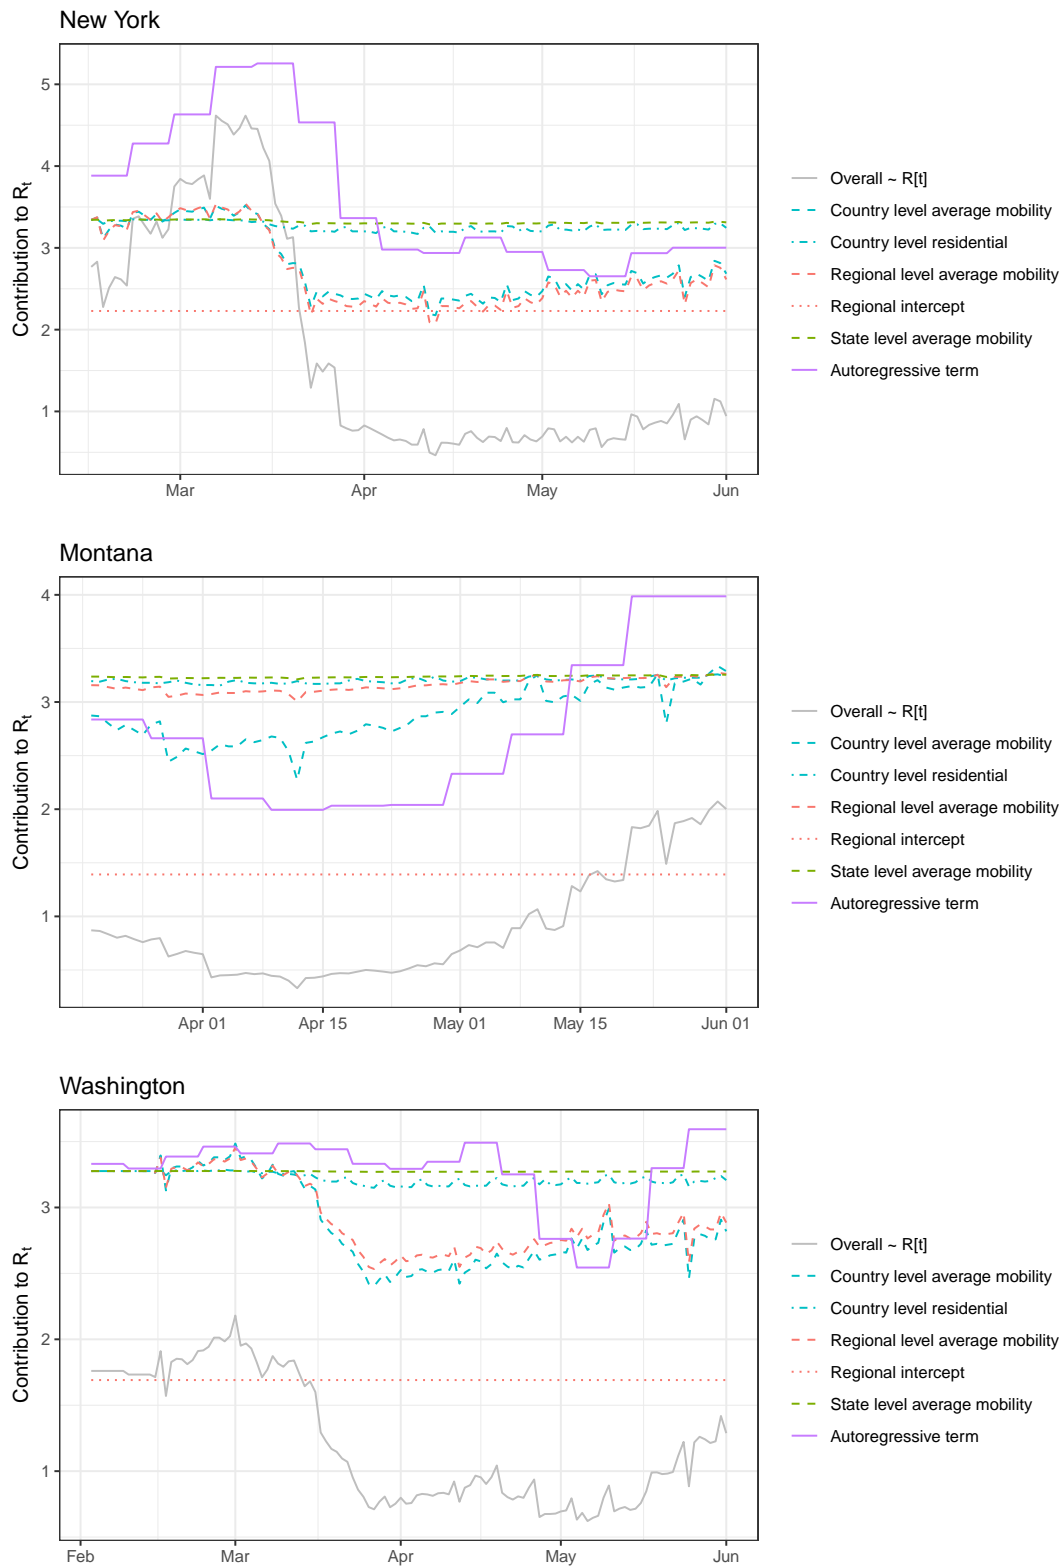 New York
Contribution to Rt
5
4
3
2
1
Mar
Apr
May
Jun
Overall ~ R[t]
Country level average mobility
Country level residential
Regional level average mobility
Regional intercept
State level average mobility
Autoregressive term
Montana
Contribution to Rt
4
3
2
1
Apr 01
Apr 15
May 01
May 15
Jun 01
Overall ~ R[t]
Country level average mobility
Country level residential
Regional level average mobility
Regional intercept
State level average mobility
Autoregressive term
Washington
Contribution to Rt
3
2
1
Feb
Mar
Apr
May
Jun
Overall ~ R[t]
Country level average mobility
Country level residential
Regional level average mobility
Regional intercept
State level average mobility
Autoregressive term